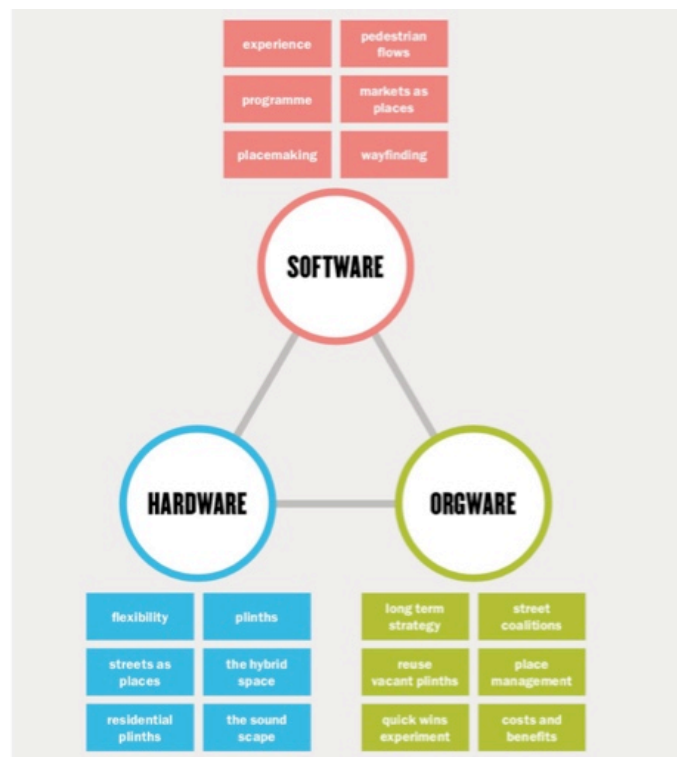 experience
pedestrian
flows
programme
markets as
places
placemaking
wayfinding
SOFTWARE
HARDWARE
ORGWARE
flexibility
plinths
streets as
places
the hybrid
space
residential
plinths
the sound
scape
long term
strategy
street
coalitions
reuse
vacant plinths
place
management
quick wins
experiment
costs and
benefits